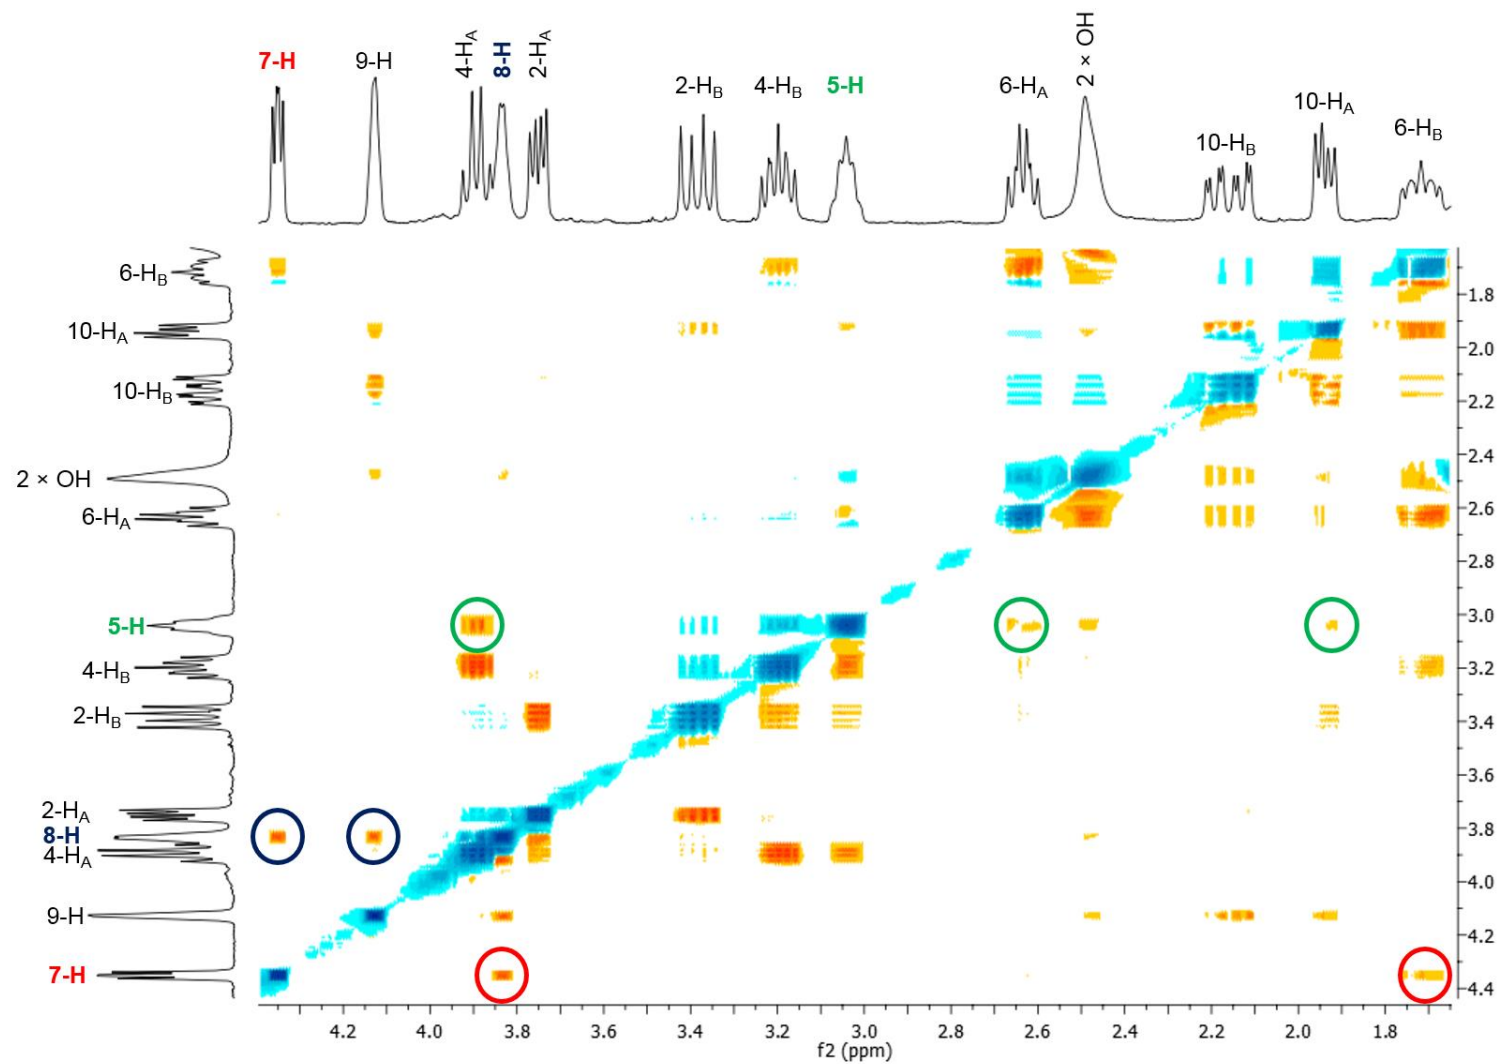 7-H
9-H
4-HA
8-H
2-HA
2-HB
4-HB
5-H
6-HA
2 × OH
10-HB
10-HA
6-HB
6-HB
10-HA
10-HB
2 × OH
6-HA
5-H
4-HB
2-HB
2-HA
8-H
4-HA
9-H
7-H
1.8
2.0
2.2
2.4
2.6
2.8
3.0
3.2
3.4
3.6
3.8
4.0
4.2
4.4
4.2 4.0 3.8 3.6 3.4 3.2 3.0 2.8 2.6 2.4 2.2 2.0 1.8
f2 (ppm)